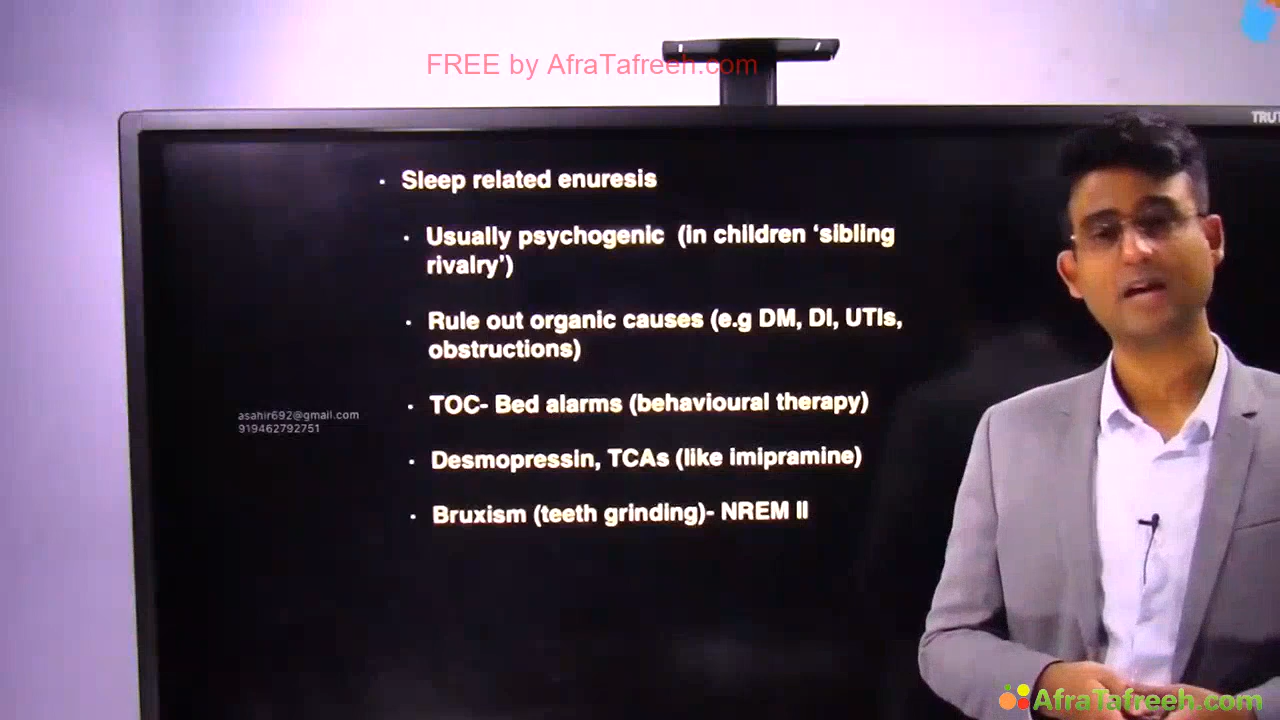 FREE by AfraTafreeh.com
TRUT
• Sleep related enuresis
• Usually psychogenic (in children ‘sibling
rivalry’)
• Rule out organic causes (e.g DM, DI, UTIs,
obstructions)
• TOC- Bed alarms (behavioural therapy)
asahir692@gmail.com
919462792751
• Desmopressin, TCAs (like imipramine)
• Bruxism (teeth grinding)- NREM II
AfraTafreeh.com